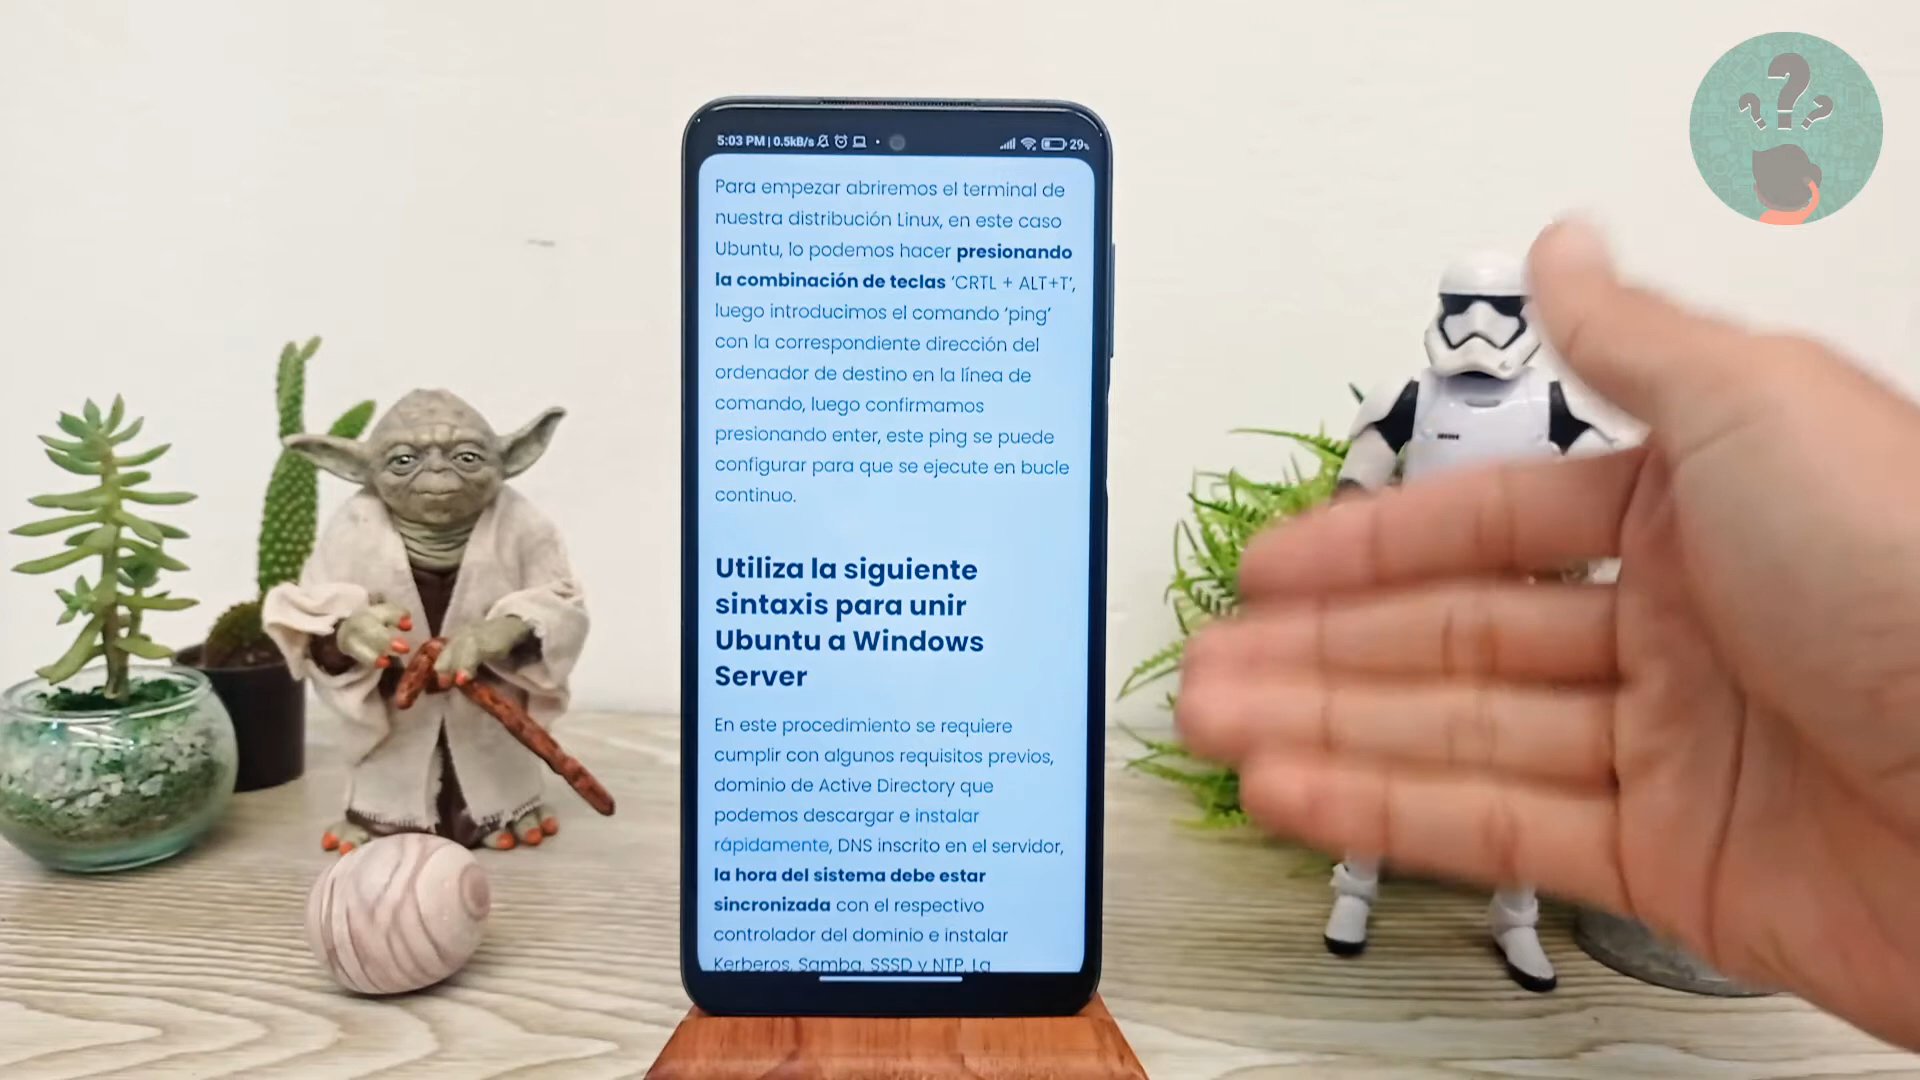 5:03 PM | 0.5kB/s
29%
Para empezar abriremos el terminal de
nuestra distribución Linux, en este caso
Ubuntu, lo podemos hacer presionando
la combinación de teclas ‘CRTL + ALT+T’,
luego introducimos el comando ‘ping’
con la correspondiente dirección del
ordenador de destino en la línea de
comando, luego confirmamos
presionando enter, este ping se puede
configurar para que se ejecute en bucle
continuo.
Utiliza la siguiente
sintaxis para unir
Ubuntu a Windows
Server
En este procedimiento se requiere
cumplir con algunos requisitos previos,
dominio de Active Directory que
podemos descargar e instalar
rápidamente, DNS inscrito en el servidor,
la hora del sistema debe estar
sincronizada con el respectivo
controlador del dominio e instalar
Kerberos, Samba, SSSD y NTP. La